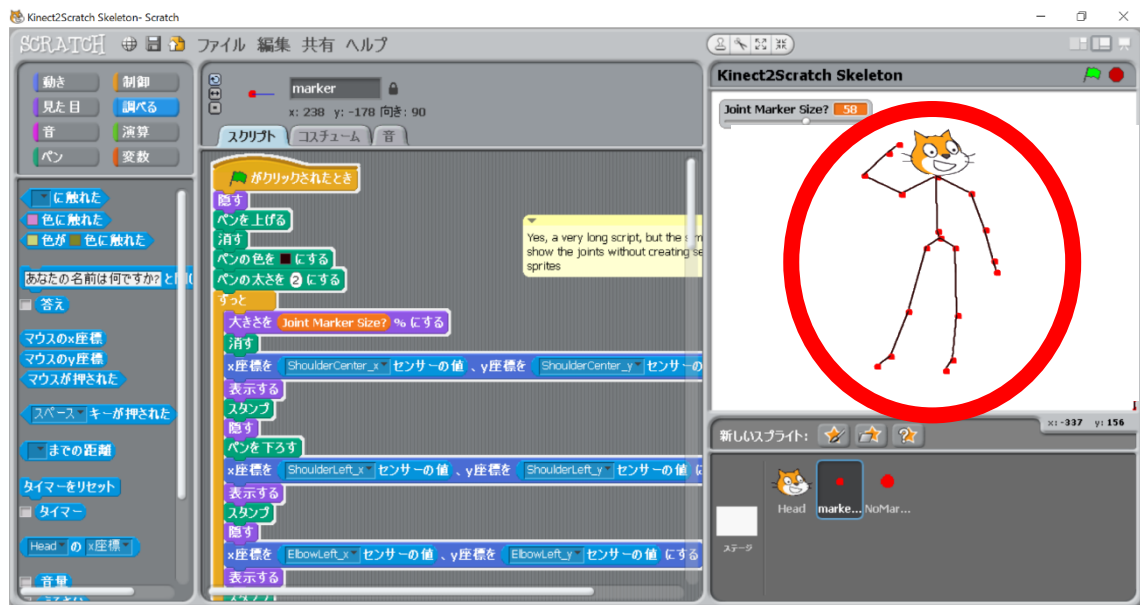 Kinect2Scratch Skeleton- Scratch
SCRATCH ファイル 編集 共有 ヘルプ
動き 制御
見た目 調べる
音 演算
ペン 変数
に触れた
色に触れた
色が 色に触れた
あなたの名前は何ですか? と
答え
マウスのx座標
マウスのy座標
マウスが押された
スペース キーが押された
までの距離
タイマーをリセット
タイマー
Head の x座標
音量
marker
x: 238 y: -178 向き: 90
スクリプト コスチューム 音
がクリックされたとき
隠す
ペンを上げる
消す
ペンの色を にする
ペンの太さを 2 にする
ずっと
大きさを Joint Marker Size? % にする
消す
x座標を ShoulderCenter_x センサーの値 、y座標を ShoulderCenter_y センサーの
表示する
スタンプ
隠す
ペンを下ろす
x座標を ShoulderLeft_x センサーの値 、y座標を ShoulderLeft_y センサーの値
表示する
スタンプ
隠す
x座標を ElbowLeft_x センサーの値 、y座標を ElbowLeft_y センサーの値 にする
表示する
スタンプ
Yes, a very long script, but the
show the joints without creating
sprites
Kinect2Scratch Skeleton
Joint Marker Size? 58
x: -337 y: 156
新しいスプライト:
Head marke... NoMar...
ステージ